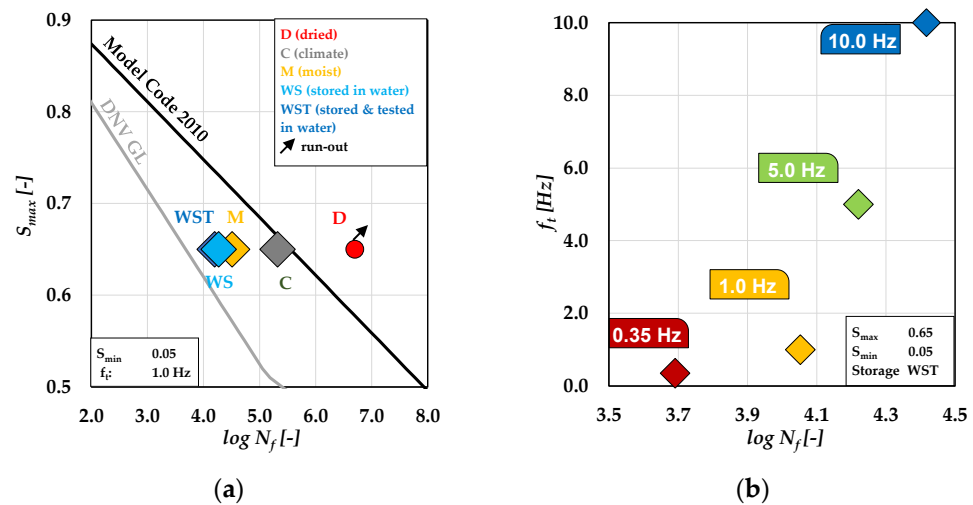 0.9
0.8
0.7
0.6
0.5
S_max [-]
Model Code 2010
DNV GL
D (dried)
C (climate)
M (moist)
WS (stored in water)
WST (stored & tested
in water)
run-out
WST
M
D
WS
C
S_min 0.05
f_t: 1.0 Hz
2.0 3.0 4.0 5.0 6.0 7.0 8.0
log N_f [-]
(a)
10.0
8.0
6.0
4.0
2.0
0.0
f_t [Hz]
10.0 Hz
5.0 Hz
1.0 Hz
0.35 Hz
S_max 0.65
S_min 0.05
Storage WST
3.5 3.7 3.9 4.1 4.3 4.5
log N_f [-]
(b)